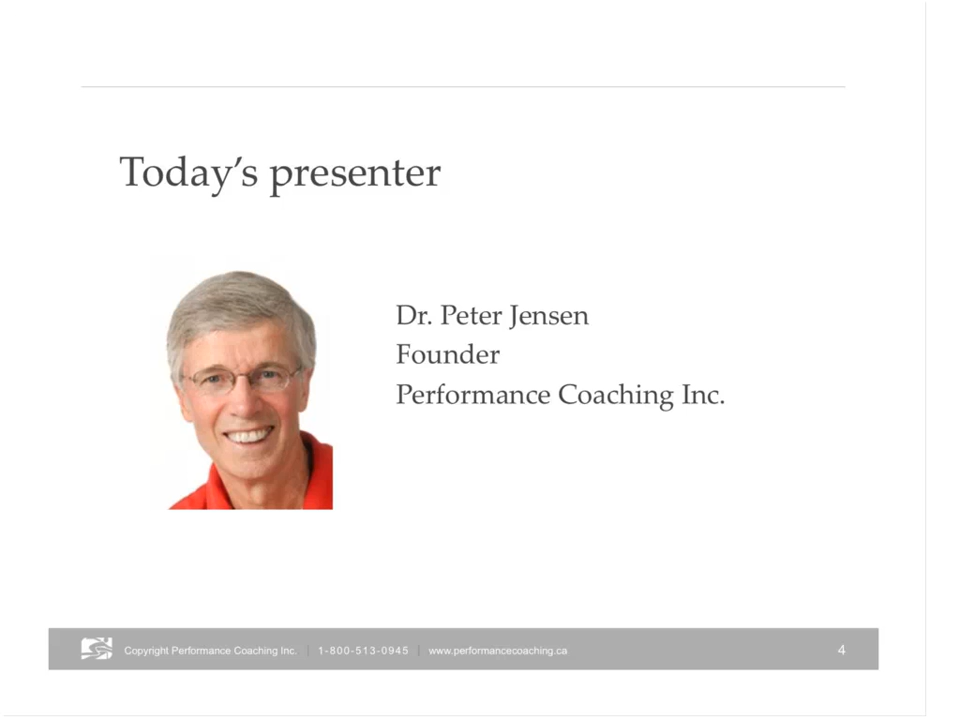 Today’s presenter
Dr. Peter Jensen
Founder
Performance Coaching Inc.
Copyright Performance Coaching Inc. | 1-800-513-0945 | www.performancecoaching.ca 4